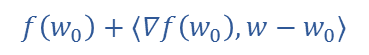 f(w₀) + ⟨∇f(w₀), w − w₀⟩